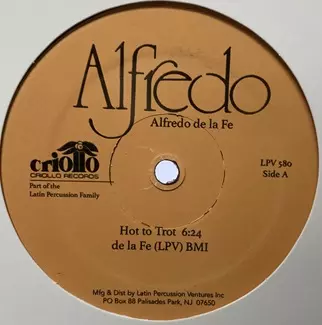 Alfredo
Alfredo de la Fe
criollo
CRIOLLO RECORDS
Part of the
Latin Percussion Family
LPV 580
Side A
Hot to Trot 6:24
de la Fe (LPV) BMI
Mfg & Dist by Latin Percussion Ventures Inc
PO Box 88 Palisades Park, NJ 07650